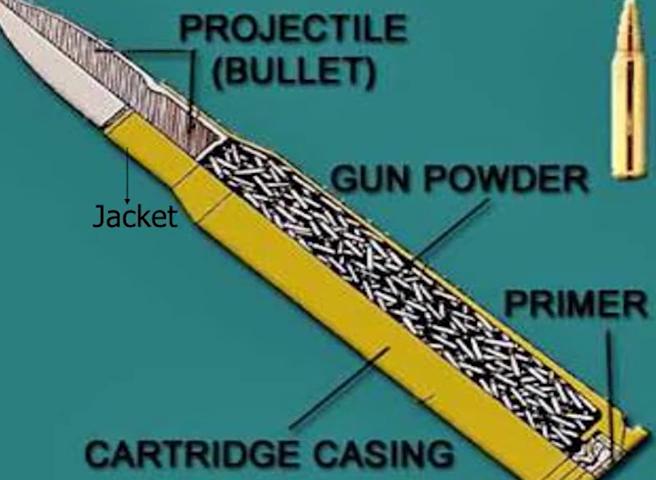 PROJECTILE
(BULLET)
GUN POWDER
Jacket
PRIMER
CARTRIDGE CASING